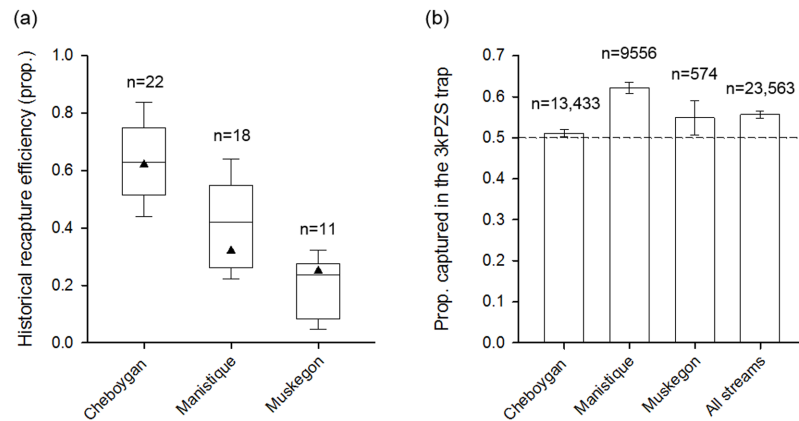 (a)
Historical recapture efficiency (prop.)
1.0
0.8
0.6
0.4
0.2
0.0
n=22
n=18
n=11
Cheboygan
Manistique
Muskegon
(b)
Prop. captured in the 3kPZS trap
0.7
0.6
0.5
0.4
0.3
0.2
0.1
0.0
n=13,433
n=9556
n=574
n=23,563
Cheboygan
Manistique
Muskegon
All streams